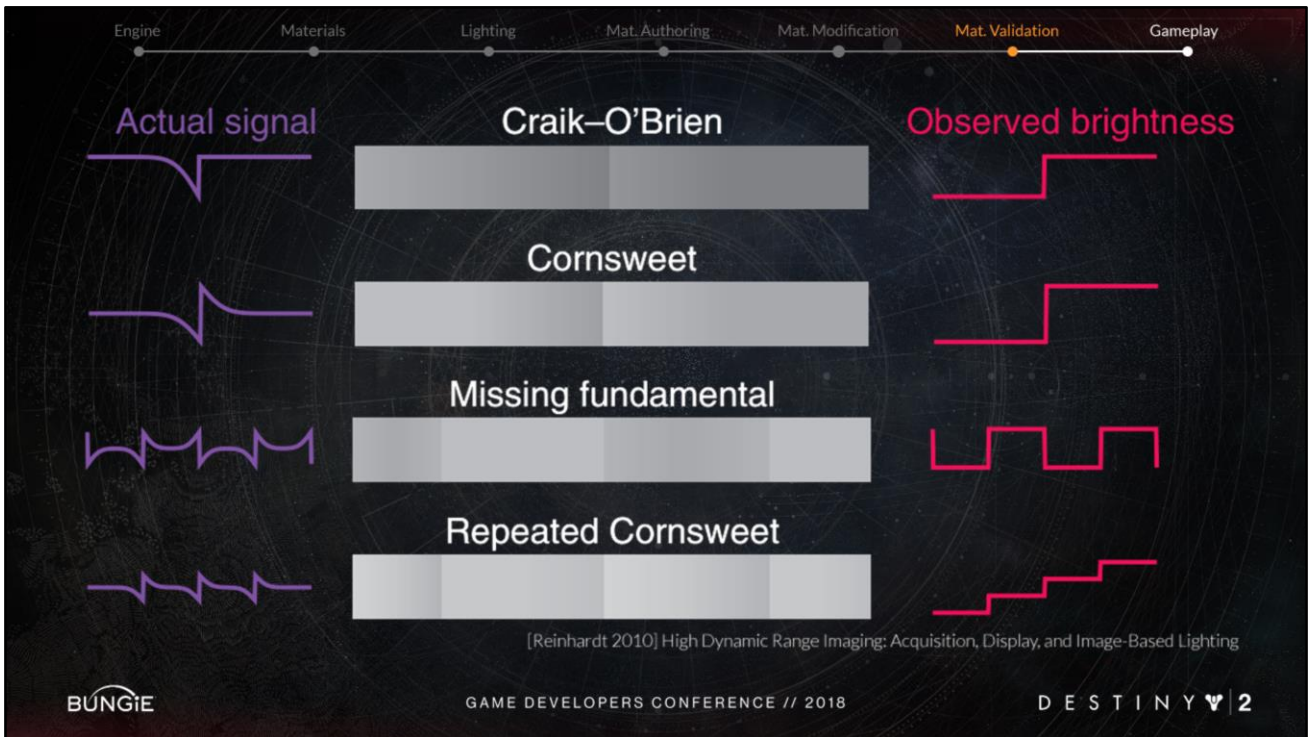 Engine Materials Lighting Mat. Authoring Mat. Modification Mat. Validation Gameplay
Actual signal Craik–O'Brien Observed brightness
Cornsweet
Missing fundamental
Repeated Cornsweet
[Reinhardt 2010] High Dynamic Range Imaging: Acquisition, Display, and Image-Based Lighting
BUNGiE GAME DEVELOPERS CONFERENCE // 2018 DESTINY 2